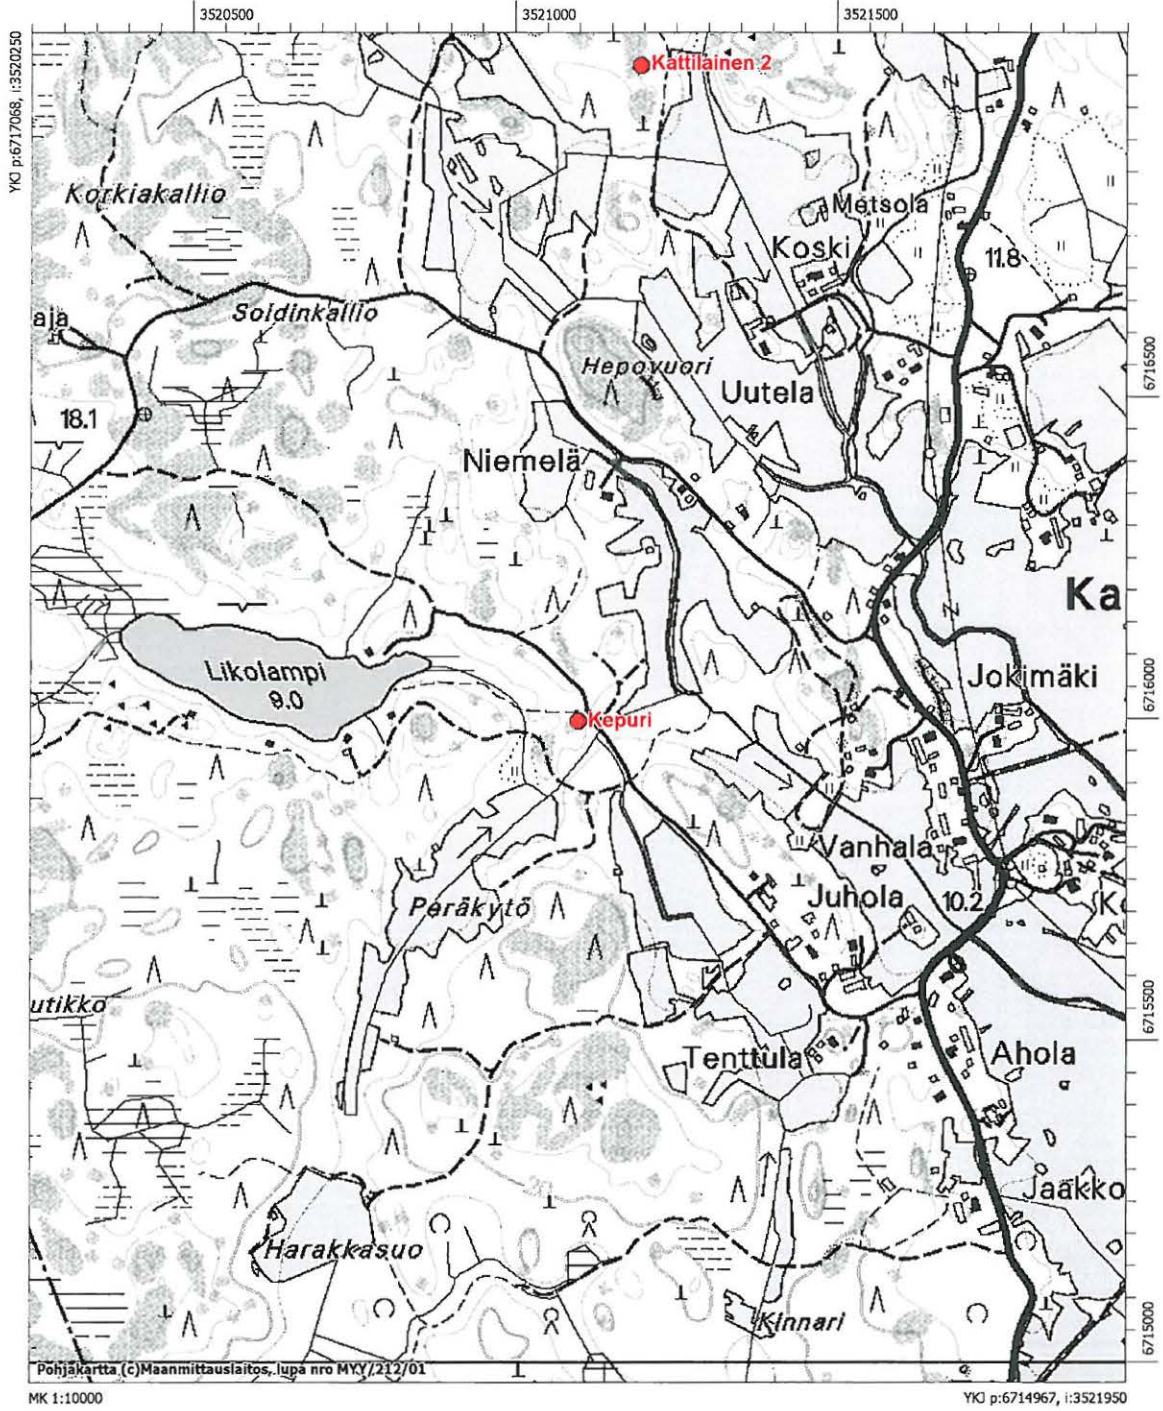 3520500 3521000 3521500
YKJ p:6717068, i:3520250
Kattilainen 2
Korkiakallio
Metsola
Koski
11.8
aja
Soidinkallio
Hepovuori
6716500
Uutela
18.1
Niemelä
Ka
Likolampi
9.0
Jokimäki
6716000
Kepuri
Vanhala
Juhola
10.2
Peräkytö
utikko
6715500
Tenttula
Ahola
Jaakko
Harakkasuo
Kinnari
6715000
Pohjakartta (c)Maanmittauslaitos, lupa nro MYY/212/01
MK 1:10000
YKJ p:6714967, i:3521950